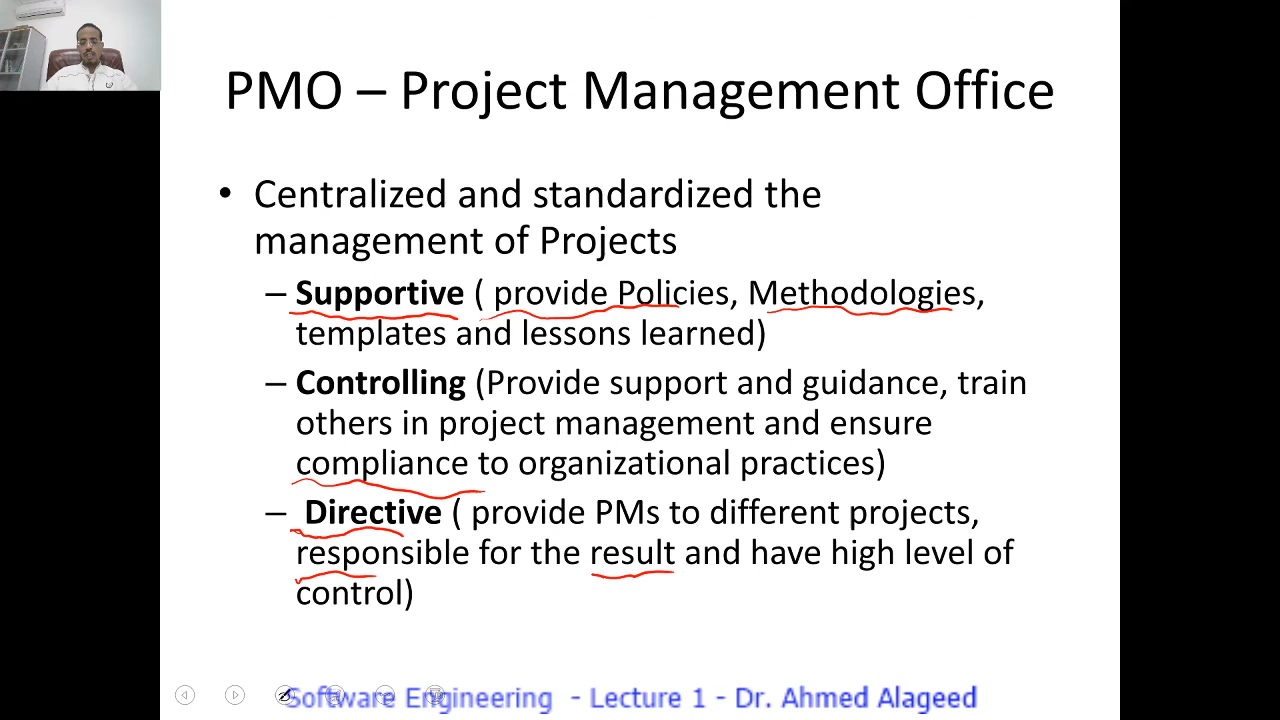 PMO – Project Management Office
• Centralized and standardized the
management of Projects
– Supportive ( provide Policies, Methodologies,
templates and lessons learned)
– Controlling (Provide support and guidance, train
others in project management and ensure
compliance to organizational practices)
– Directive ( provide PMs to different projects,
responsible for the result and have high level of
control)
Software Engineering - Lecture 1 - Dr. Ahmed Alageed